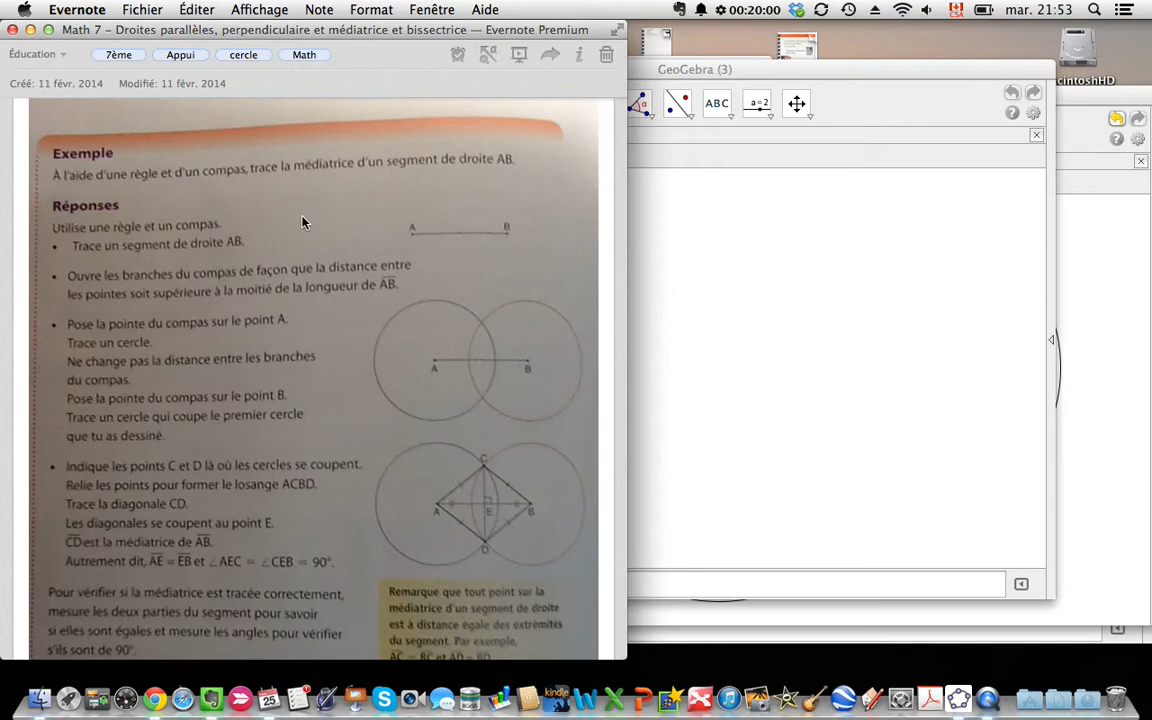 Evernote Fichier Éditer Affichage Note Format Fenêtre Aide 00:20:00 mar. 21:53
Math 7 – Droites parallèles, perpendiculaire et médiatrice et bissectrice — Evernote Premium
Éducation 7ème Appui cercle Math
Créé: 11 févr. 2014 Modifié: 11 févr. 2014
Exemple
À l'aide d'une règle et d'un compas, trace la médiatrice d'un segment de droite AB.
Réponses
Utilise une règle et un compas.
• Trace un segment de droite AB.
A B
• Ouvre les branches du compas de façon que la distance entre
les pointes soit supérieure à la moitié de la longueur de A̅B̅.
• Pose la pointe du compas sur le point A.
Trace un cercle.
Ne change pas la distance entre les branches
du compas.
Pose la pointe du compas sur le point B.
Trace un cercle qui coupe le premier cercle
que tu as dessiné.
A B
• Indique les points C et D là où les cercles se coupent.
Relie les points pour former le losange ACBD.
Trace la diagonale CD.
Les diagonales se coupent au point E.
C̅D̅ est la médiatrice de A̅B̅.
Autrement dit, A̅E̅ = E̅B̅ et ∠AEC = ∠CEB = 90°.
C
A E B
D
Pour vérifier si la médiatrice est tracée correctement,
mesure les deux parties du segment pour savoir
si elles sont égales et mesure les angles pour vérifier
s'ils sont de 90°.
Remarque que tout point sur la
médiatrice d'un segment de droite
est à distance égale des extrémités
du segment. Par exemple,
A̅C̅ = B̅C̅ et A̅D̅ = B̅D̅
GeoGebra (3)
α ABC a=2
acintoshHD
25
kindle